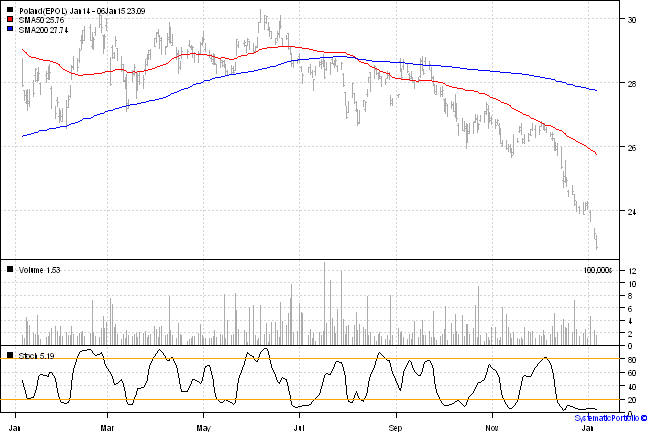 Poland(EPOL) Jan14 - 06Jan15 23.09
SMA50 25.76
SMA200 27.74
30
28
26
24
Volume 1.53
100,000s
12
10
8
6
4
2
0
Stoch 5.19
80
60
40
20
0
Jan Mar May Jul Sep Nov Jan
SystematicPortfolio ©